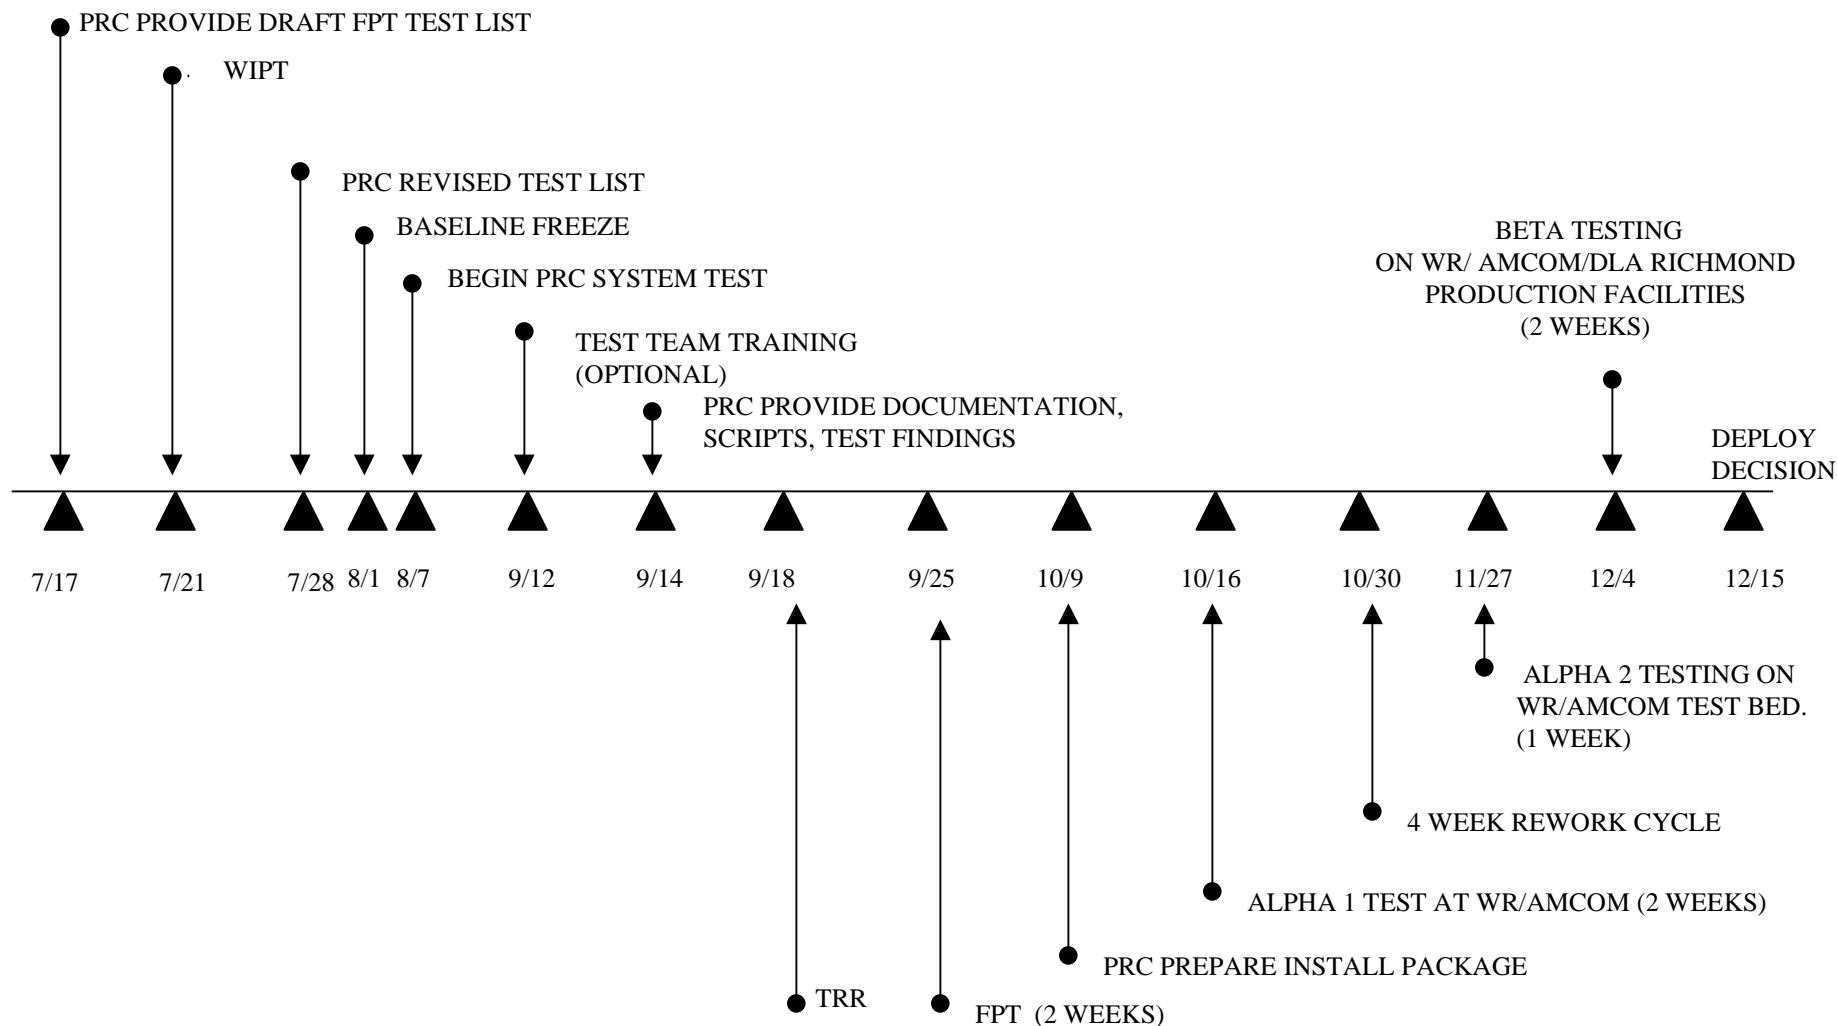 PRC PROVIDE DRAFT FPT TEST LIST
WIPT
PRC REVISED TEST LIST
BASELINE FREEZE
BEGIN PRC SYSTEM TEST
TEST TEAM TRAINING
(OPTIONAL)
PRC PROVIDE DOCUMENTATION,
SCRIPTS, TEST FINDINGS
BETA TESTING
ON WR/ AMCOM/DLA RICHMOND
PRODUCTION FACILITIES
(2 WEEKS)
DEPLOY
DECISION
7/17 7/21 7/28 8/1 8/7 9/12 9/14 9/18 9/25 10/9 10/16 10/30 11/27 12/4 12/15
ALPHA 2 TESTING ON
WR/AMCOM TEST BED.
(1 WEEK)
4 WEEK REWORK CYCLE
ALPHA 1 TEST AT WR/AMCOM (2 WEEKS)
PRC PREPARE INSTALL PACKAGE
TRR
FPT (2 WEEKS)